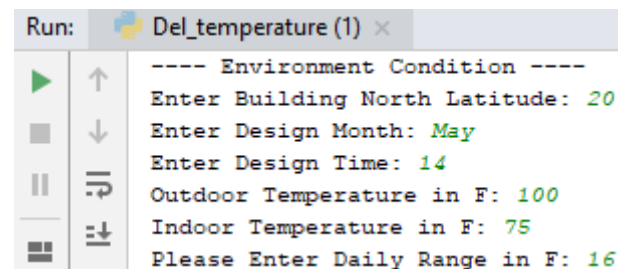 Run: Del_temperature (1) ×
---- Environment Condition ----
Enter Building North Latitude: 20
Enter Design Month: May
Enter Design Time: 14
Outdoor Temperature in F: 100
Indoor Temperature in F: 75
Please Enter Daily Range in F: 16